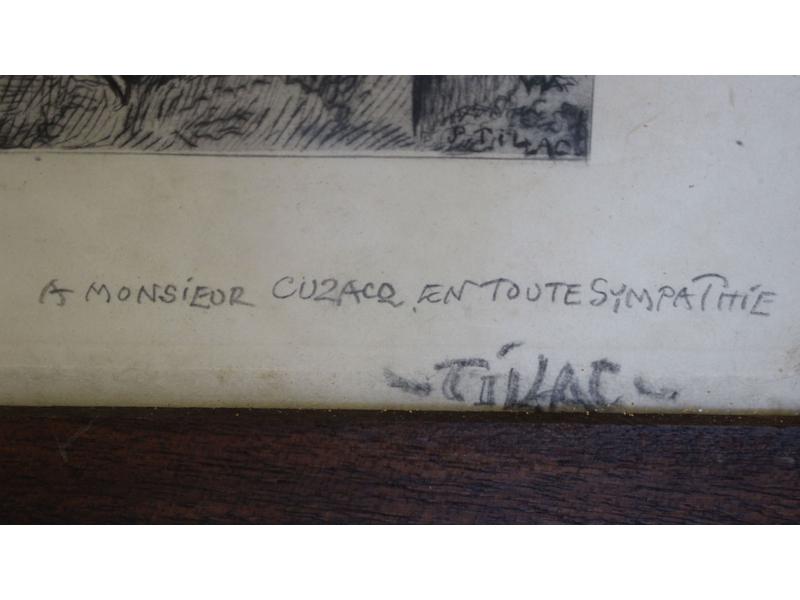 P. TILLAC
A MONSiEUR CUZACQ, EN TOUTE SYMPATHiE
- TiLLAC -